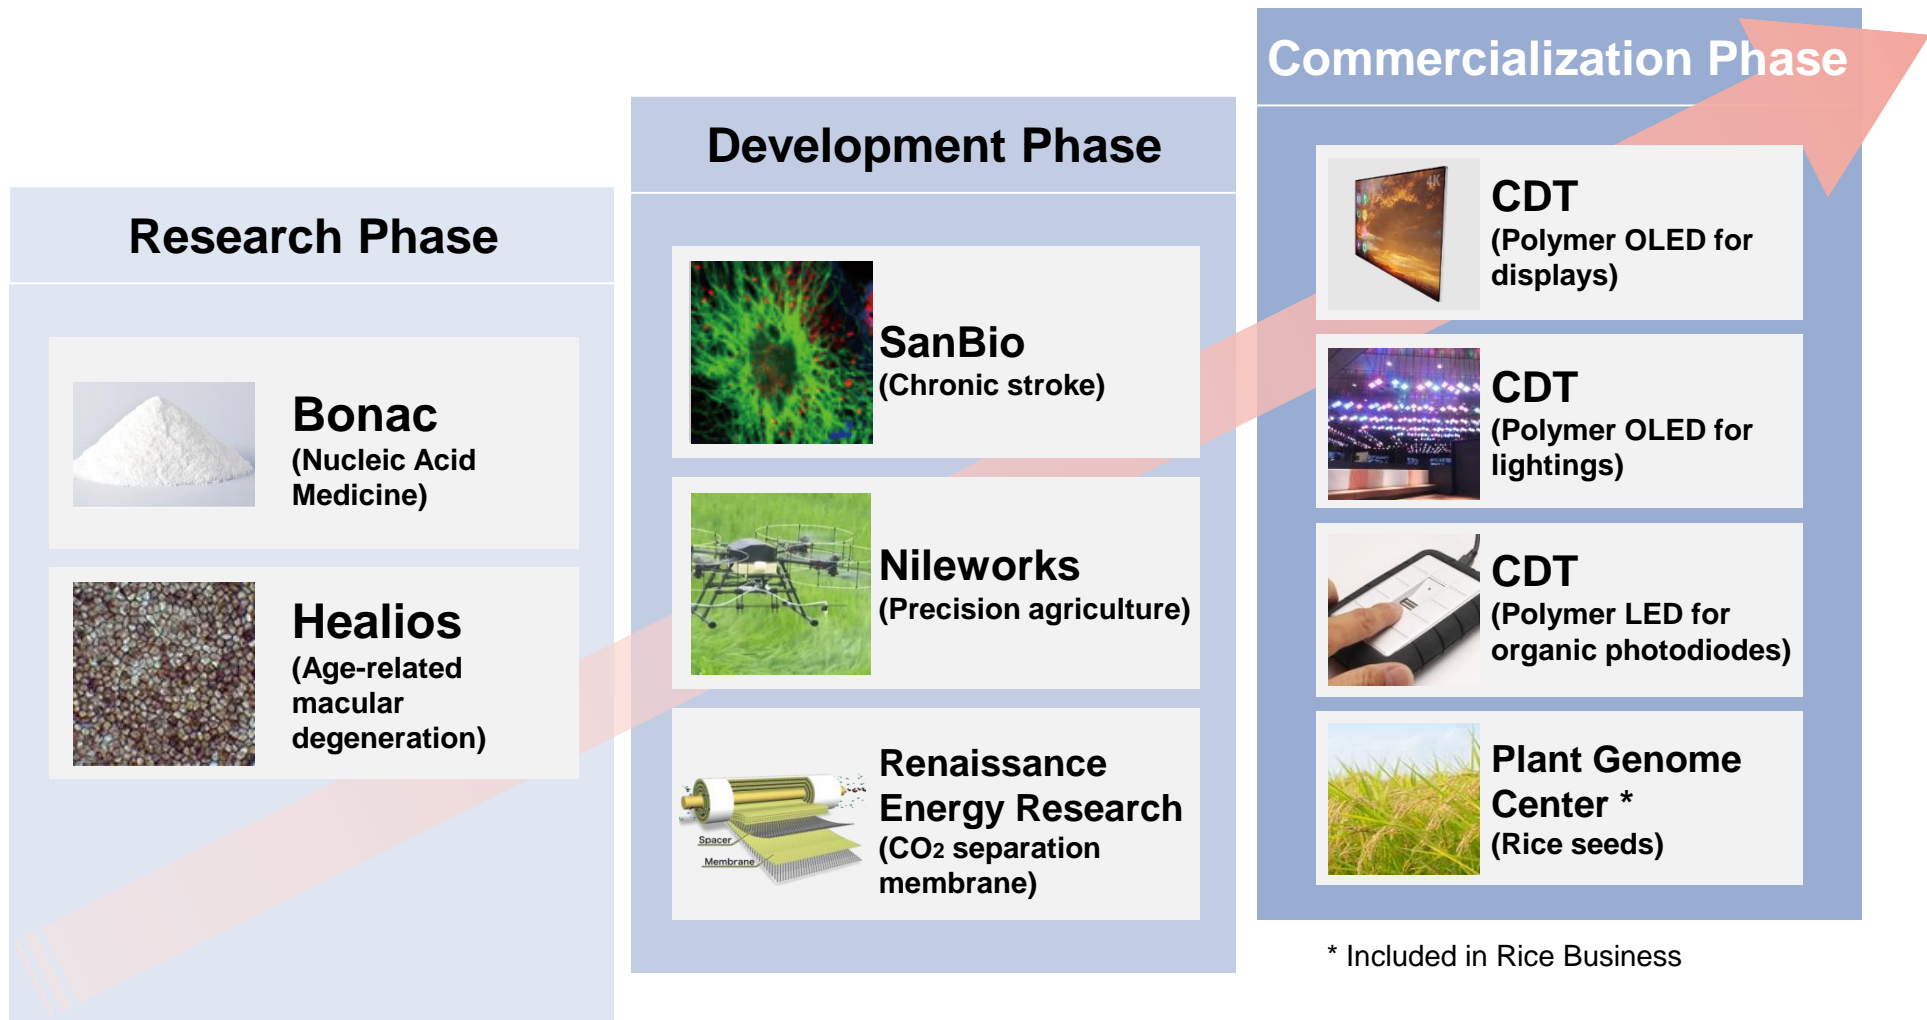 Research Phase
Bonac
(Nucleic Acid
Medicine)
Healios
(Age-related
macular
degeneration)
Development Phase
SanBio
(Chronic stroke)
Nileworks
(Precision agriculture)
Spacer
Membrane
Renaissance
Energy Research
(CO2 separation
membrane)
Commercialization Phase
4K
CDT
(Polymer OLED for
displays)
CDT
(Polymer OLED for
lightings)
CDT
(Polymer LED for
organic photodiodes)
Plant Genome
Center *
(Rice seeds)
* Included in Rice Business